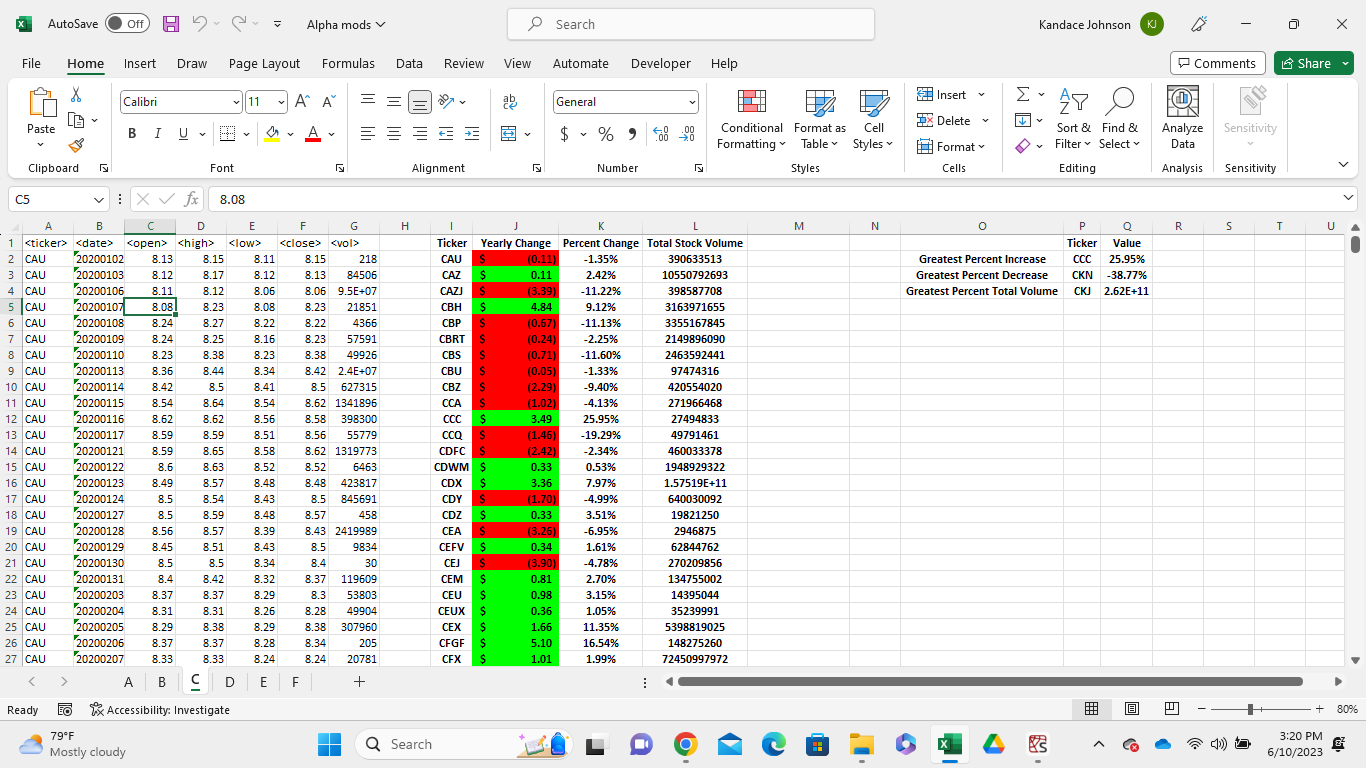 AutoSave Off Alpha mods Search Kandace Johnson KJ
File Home Insert Draw Page Layout Formulas Data Review View Automate Developer Help Comments Share
Paste Calibri 11 General Conditional Formatting Format as Table Cell Styles Insert Delete Format Sort & Filter Find & Select Analyze Data Sensitivity
Clipboard Font Alignment Number Styles Cells Editing Analysis Sensitivity
C5 fx 8.08
A B C D E F G H I J K L M N O P Q R S T U
1 <ticker> <date> <open> <high> <low> <close> <vol> Ticker Yearly Change Percent Change Total Stock Volume Ticker Value
2 CAU 20200102 8.13 8.15 8.11 8.15 218 CAU $ (0.11) -1.35% 390633513 Greatest Percent Increase CCC 25.95%
3 CAU 20200103 8.12 8.17 8.12 8.13 84506 CAZ $ 0.11 2.42% 10550792693 Greatest Percent Decrease CKN -38.77%
4 CAU 20200106 8.11 8.12 8.06 8.06 9.5E+07 CAZJ $ (3.39) -11.22% 398587708 Greatest Percent Total Volume CKJ 2.62E+11
5 CAU 20200107 8.08 8.23 8.08 8.23 21851 CBH $ 4.84 9.12% 3163971655
6 CAU 20200108 8.24 8.27 8.22 8.22 4366 CBP $ (0.67) -11.13% 3355167845
7 CAU 20200109 8.24 8.25 8.16 8.23 57591 CBRT $ (0.24) -2.25% 2149896090
8 CAU 20200110 8.23 8.38 8.23 8.38 49926 CBS $ (0.71) -11.60% 2463592441
9 CAU 20200113 8.36 8.44 8.34 8.42 2.4E+07 CBU $ (0.05) -1.33% 97474316
10 CAU 20200114 8.42 8.5 8.41 8.5 627315 CBZ $ (2.29) -9.40% 420554020
11 CAU 20200115 8.54 8.64 8.54 8.62 1341896 CCA $ (1.02) -4.13% 271966468
12 CAU 20200116 8.62 8.62 8.56 8.58 398300 CCC $ 3.49 25.95% 27494833
13 CAU 20200117 8.59 8.59 8.51 8.56 55779 CCQ $ (1.46) -19.29% 49791461
14 CAU 20200121 8.59 8.65 8.58 8.62 1319773 CDFC $ (2.42) -2.34% 460033378
15 CAU 20200122 8.6 8.63 8.52 8.52 6463 CDWM $ 0.33 0.53% 1948929322
16 CAU 20200123 8.49 8.57 8.48 8.48 423817 CDX $ 3.36 7.97% 1.57519E+11
17 CAU 20200124 8.5 8.54 8.43 8.5 845691 CDY $ (1.70) -4.99% 640030092
18 CAU 20200127 8.5 8.59 8.48 8.57 458 CDZ $ 0.33 3.51% 19821250
19 CAU 20200128 8.56 8.57 8.39 8.43 2419989 CEA $ (3.26) -6.95% 2946875
20 CAU 20200129 8.45 8.51 8.43 8.5 9834 CEFV $ 0.34 1.61% 62844762
21 CAU 20200130 8.5 8.5 8.34 8.4 30 CEJ $ (3.90) -4.78% 270209856
22 CAU 20200131 8.4 8.42 8.32 8.37 119609 CEM $ 0.81 2.70% 134755002
23 CAU 20200203 8.37 8.37 8.29 8.3 53803 CEU $ 0.98 3.15% 14395044
24 CAU 20200204 8.31 8.31 8.26 8.28 49904 CEUX $ 0.36 1.05% 35239991
25 CAU 20200205 8.29 8.38 8.29 8.38 307960 CEX $ 1.66 11.35% 5398819025
26 CAU 20200206 8.37 8.37 8.28 8.34 205 CFGF $ 5.10 16.54% 148275260
27 CAU 20200207 8.33 8.33 8.24 8.24 20781 CFX $ 1.01 1.99% 72450997972
A B C D E F
Ready Accessibility: Investigate 80%
79°F
Mostly cloudy
Search
3:20 PM
6/10/2023